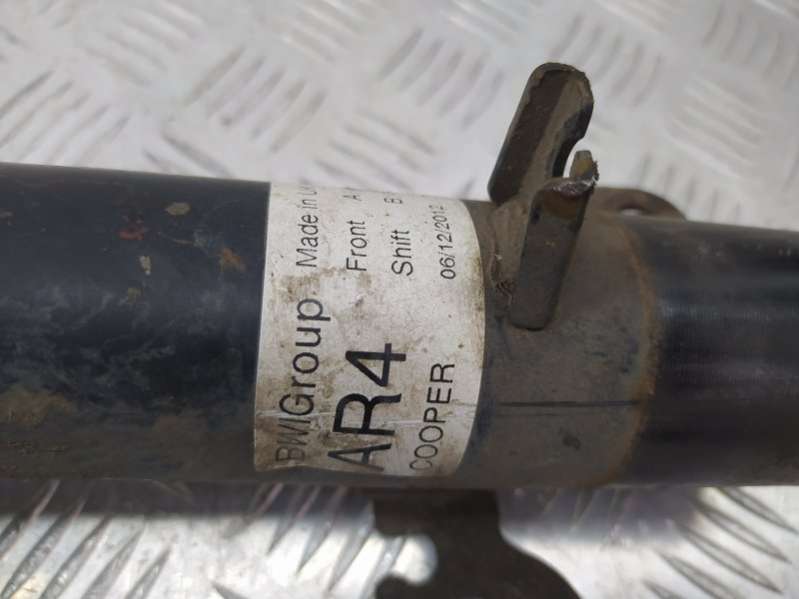 BWIGroup Made in
AR4 Front A
Shift B
COOPER 06/12/2012